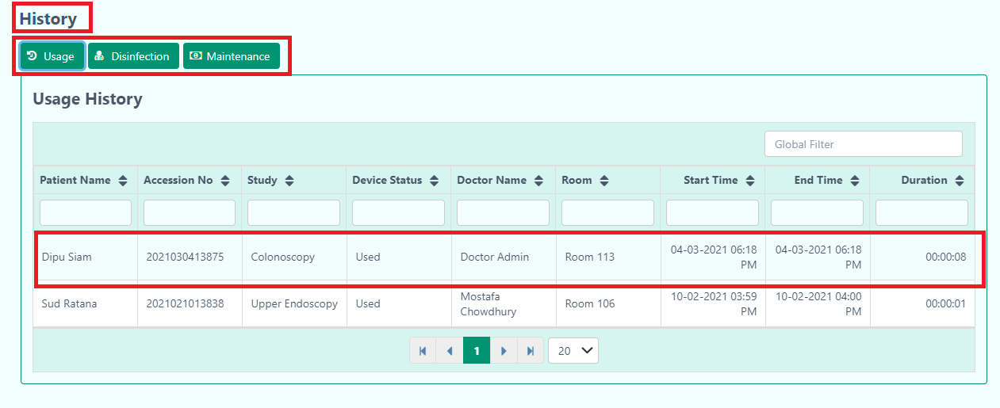 History
Usage Disinfection Maintenance
Usage History
Global Filter
Patient Name Accession No Study Device Status Doctor Name Room Start Time End Time Duration
Dipu Siam 2021030413875 Colonoscopy Used Doctor Admin Room 113 04-03-2021 06:18 PM 04-03-2021 06:18 PM 00:00:08
Sud Ratana 2021021013838 Upper Endoscopy Used Mostafa Chowdhury Room 106 10-02-2021 03:59 PM 10-02-2021 04:00 PM 00:00:01
1 20